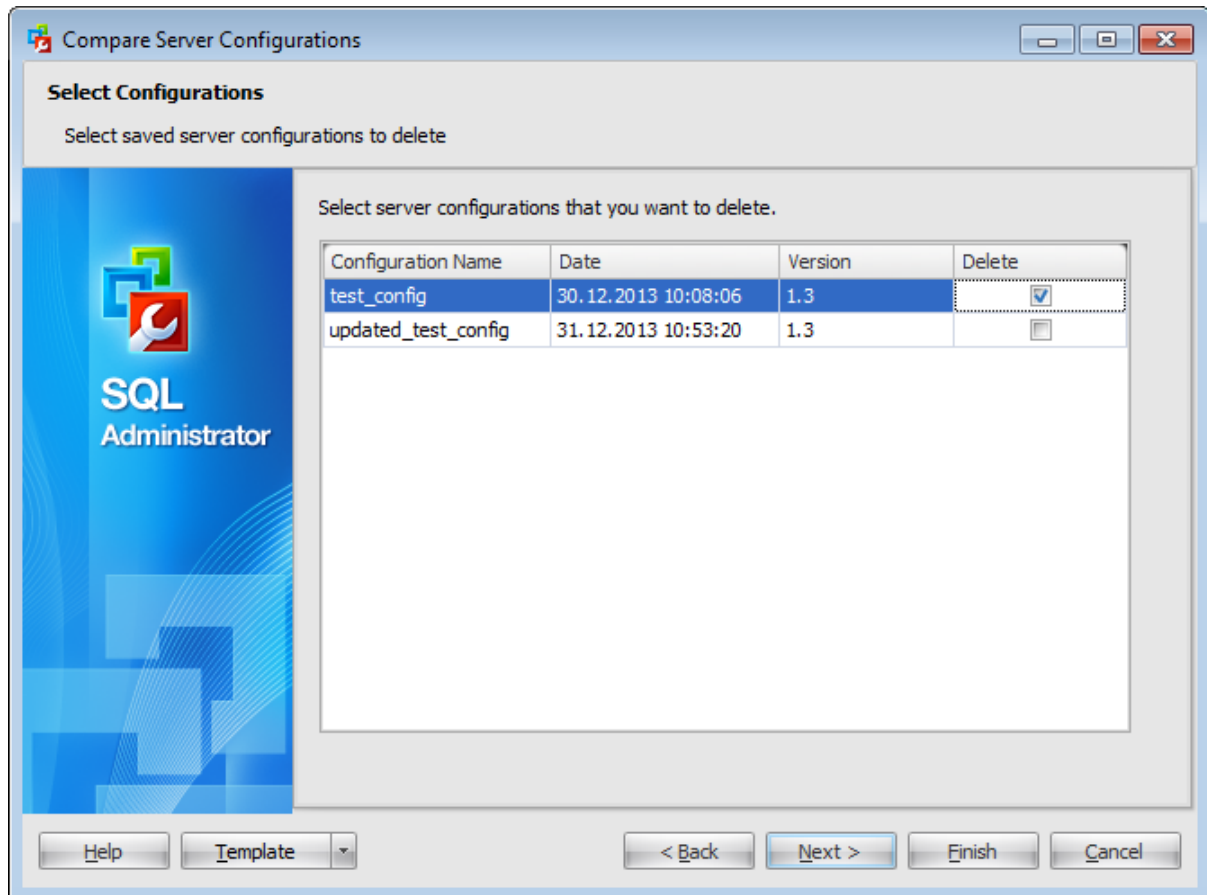 Compare Server Configurations
Select Configurations
Select saved server configurations to delete
SQL
Administrator
Select server configurations that you want to delete.
Configuration Name Date Version Delete
test_config 30.12.2013 10:08:06 1.3
updated_test_config 31.12.2013 10:53:20 1.3
Help Template < Back Next > Finish Cancel